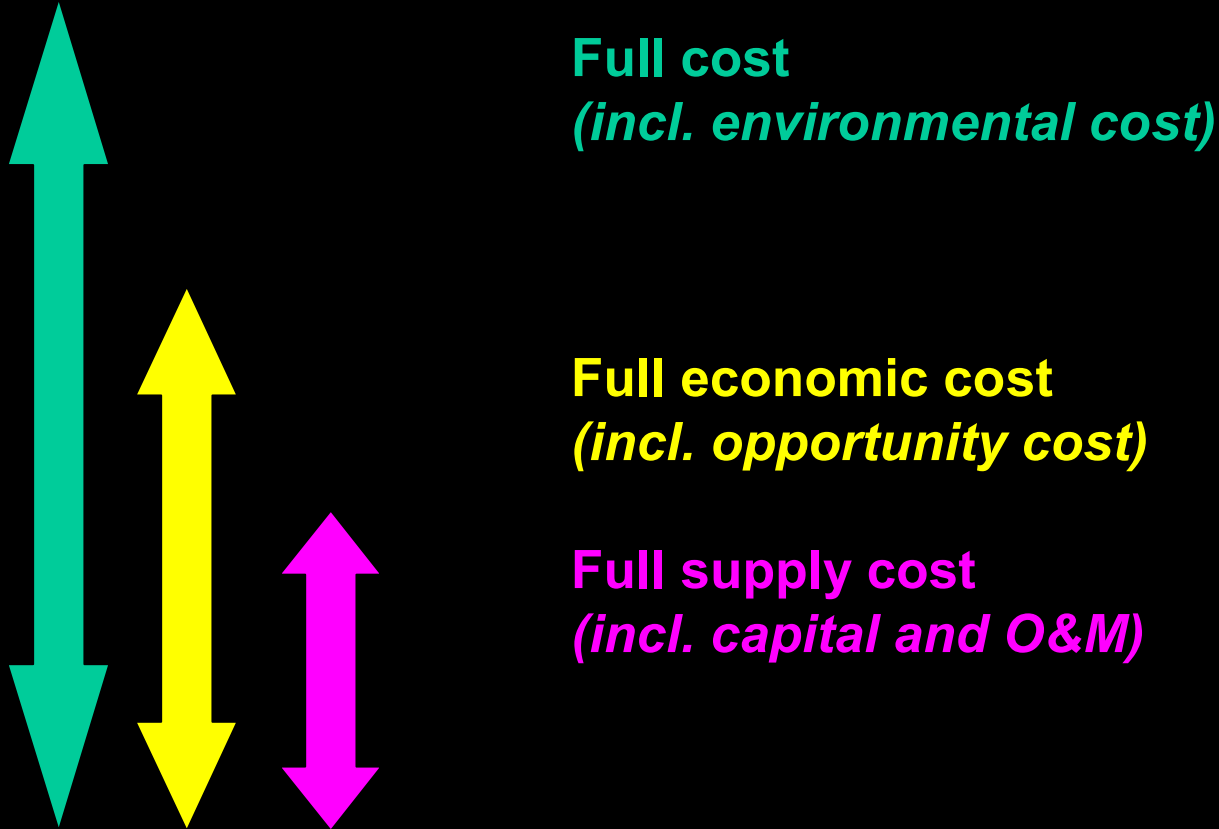 Full cost
(incl. environmental cost)
Full economic cost
(incl. opportunity cost)
Full supply cost
(incl. capital and O&M)